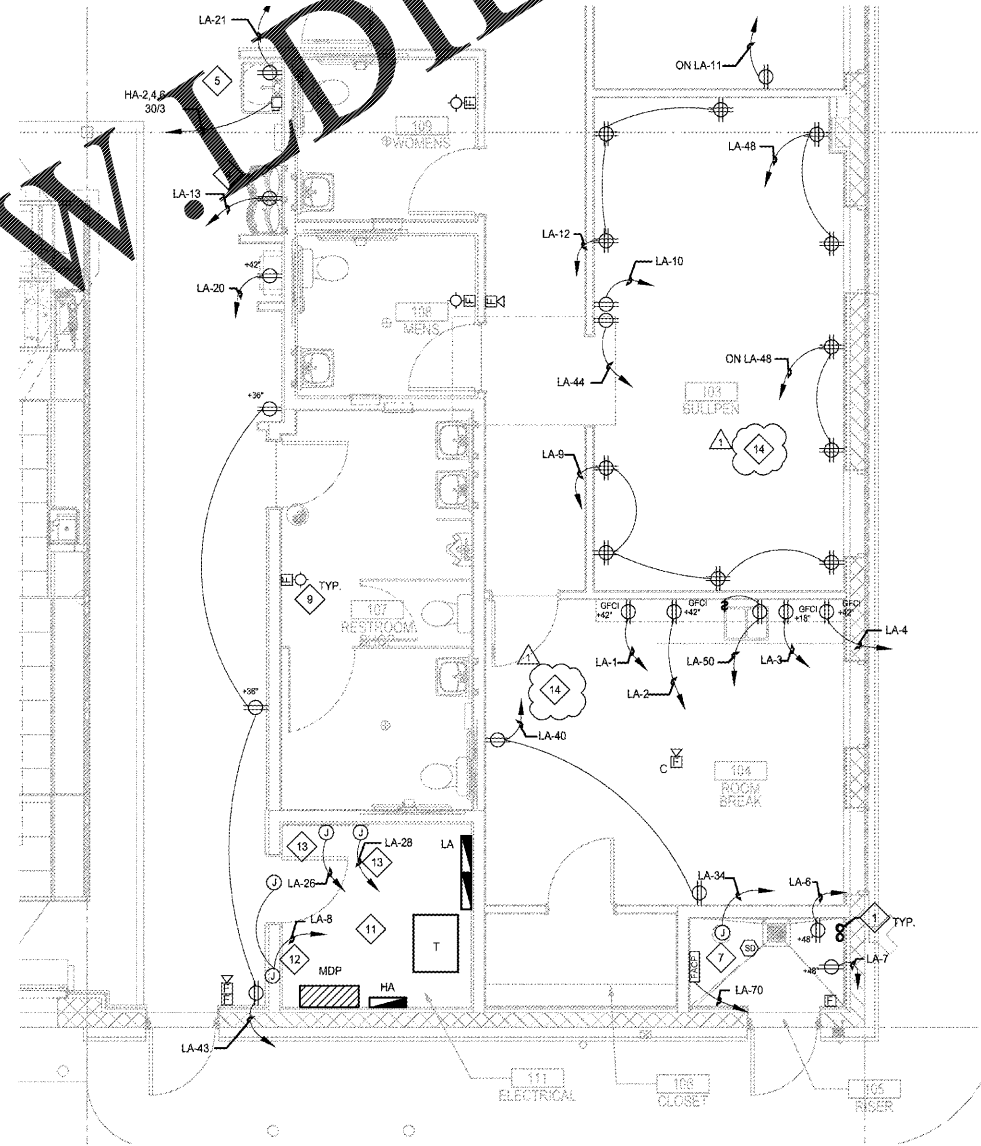 LA-21
ON LA-11
5
HA-2,4,6
30/3
109
WOMENS
LA-48
LA-13
W.LDI
LA-12
LA-10
+42"
LA-20
108
MENS
ON LA-48
LA-44
+36"
103
BULLPEN
1
14
LA-9
TYP.
9
107
RESTROOM
GFCI
+42"
GFCI
+42"
$
GFCI
+18"
GFCI
+42"
LA-4
LA-1
LA-50
LA-3
LA-2
1
14
+36"
LA-40
C
F
104
ROOM
BREAK
J
J
LA
13
LA-28
13
LA-26
J
LA-34
LA-6
LA-8
11
T
J
7
SD
+48"
1
TYP.
12
J
MDP
HA
FACP
+48"
LA-7
F
F
F
LA-70
LA-43
111
ELECTRICAL
106
CLOSET
105
RISER